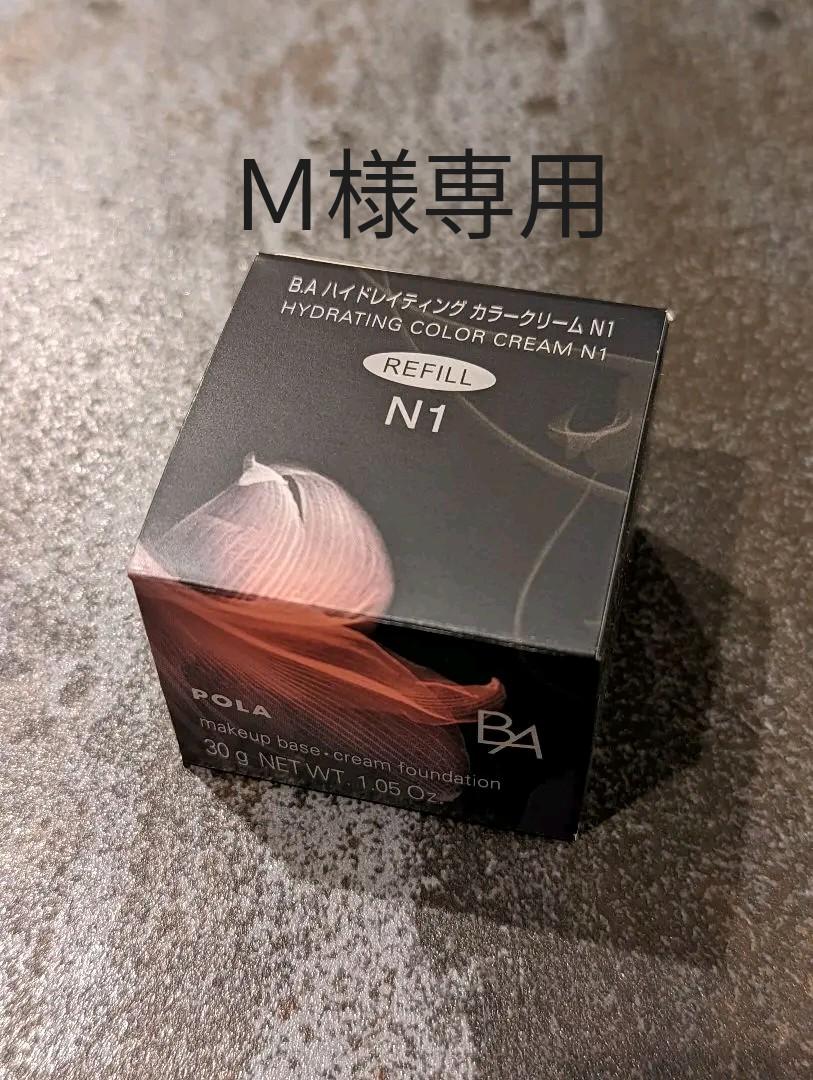 M様専用
B.A ハイドレイティング カラークリーム N1
HYDRATING COLOR CREAM N1
REFILL
N1
POLA
BA
makeup base・cream foundation
30 g NET WT. 1.05 Oz.